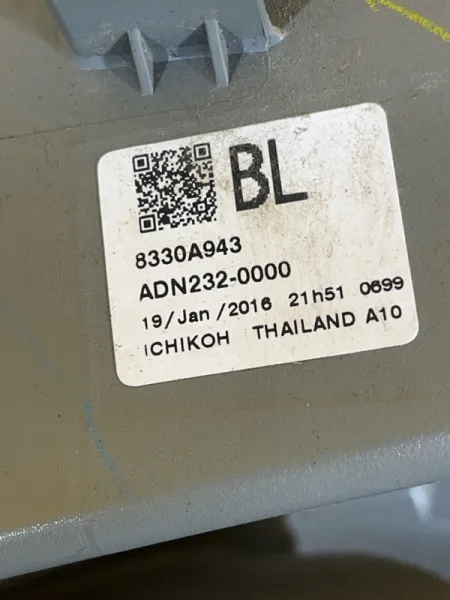 BL
8330A943
ADN232-0000
19/Jan/2016 21h51 0699
ICHIKOH THAILAND A10